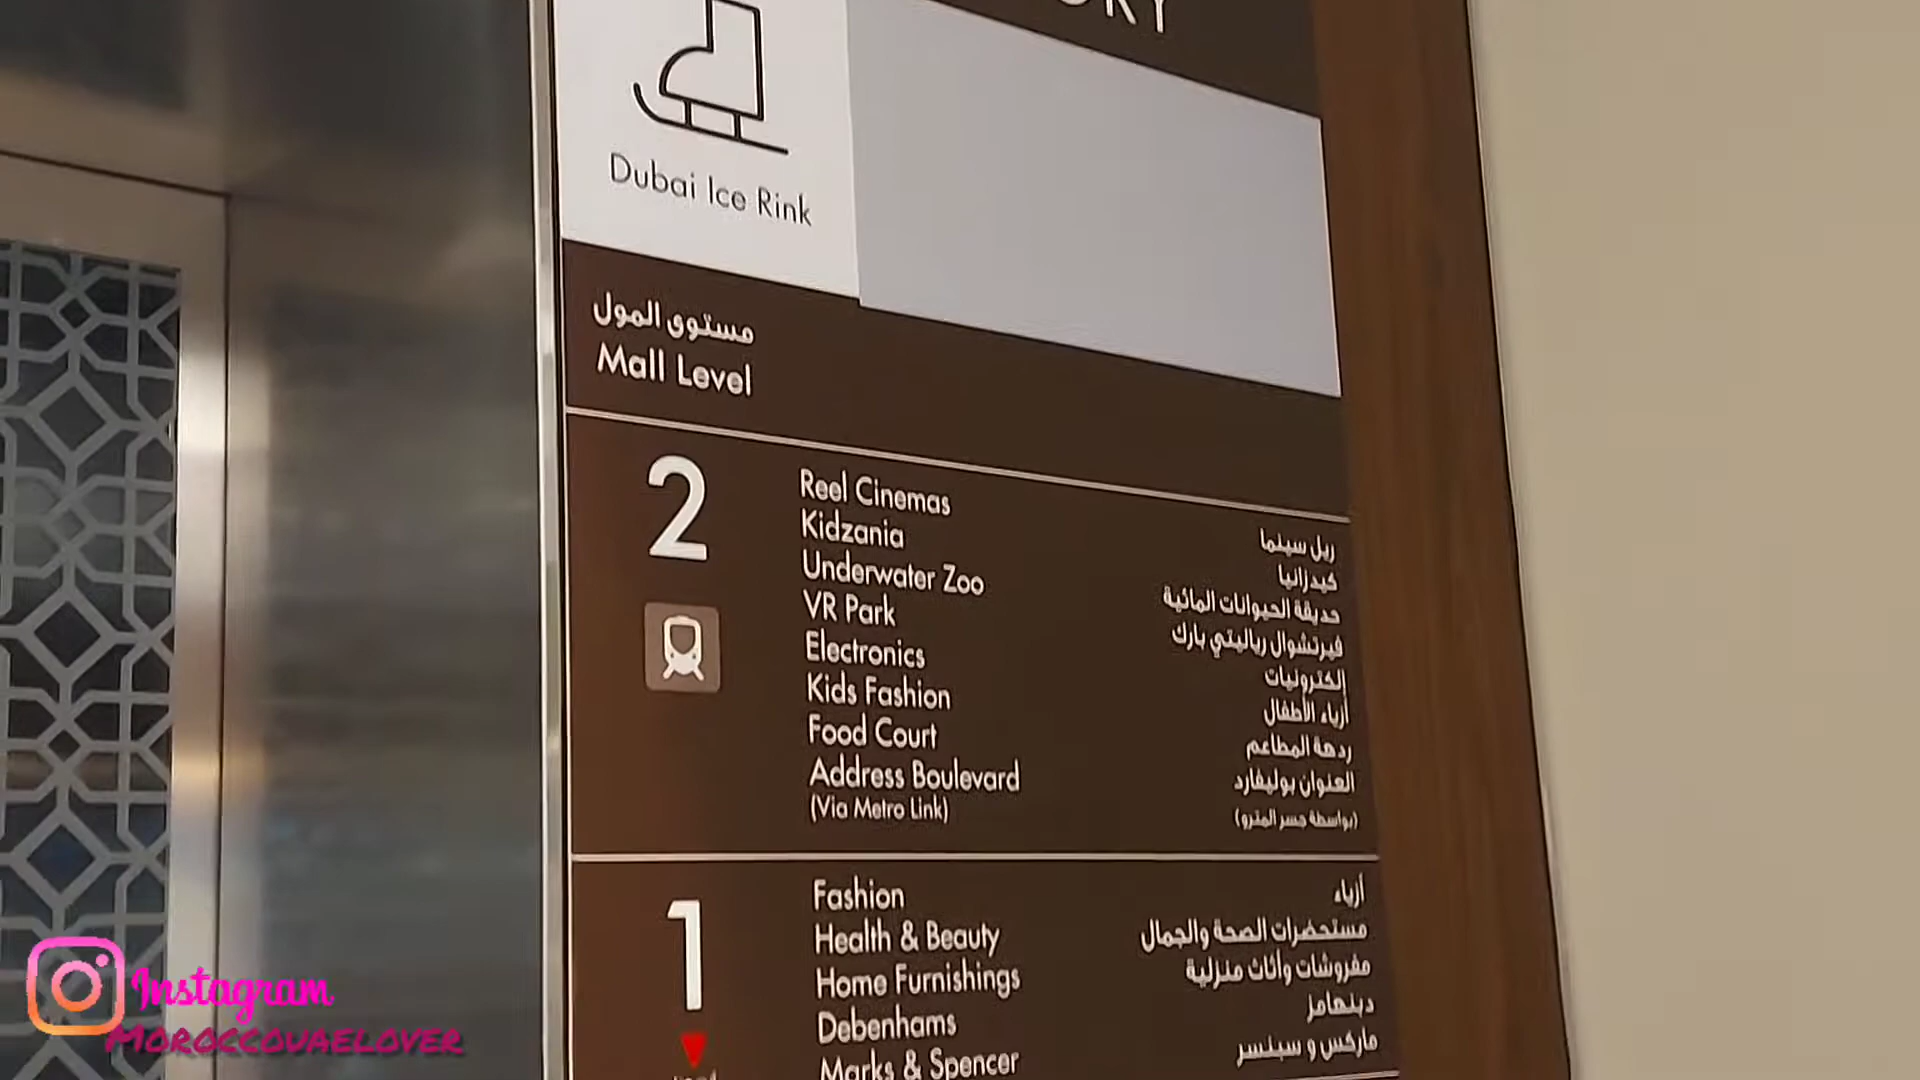 Dubai Ice Rink
مستوى المول
Mall Level
2
Reel Cinemas
Kidzania
Underwater Zoo
VR Park
Electronics
Kids Fashion
Food Court
Address Boulevard
(Via Metro Link)
ريل سينما
كيدزانيا
حديقة الحيوانات المائية
فيرتشوال رياليتي بارك
إلكترونيات
أزياء الأطفال
ردهة المطاعم
العنوان بوليفارد
(بواسطة جسر المترو)
1
Fashion
Health & Beauty
Home Furnishings
Debenhams
Marks & Spencer
أزياء
مستحضرات الصحة والجمال
مفروشات وأثاث منزلية
دبنهامز
ماركس و سبنسر
Instagram
MOROCCOUAELOVER